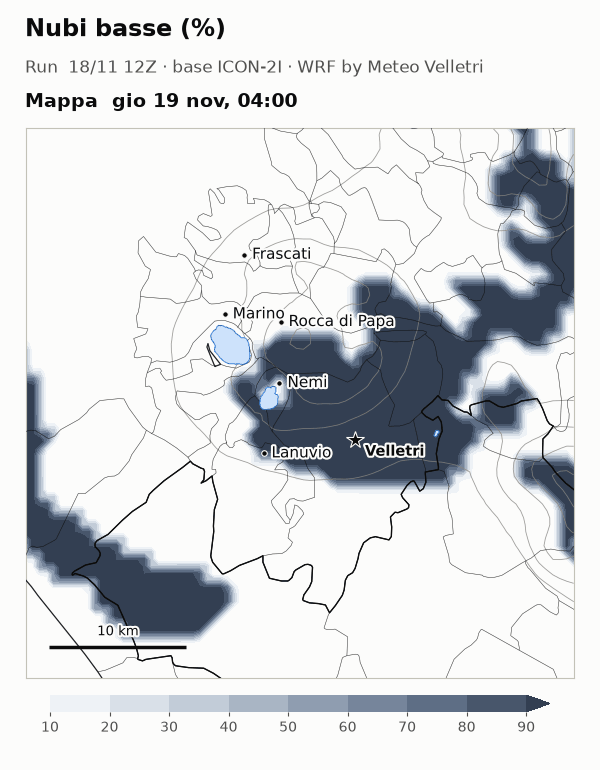 Nubi basse (%)
Run  18/11 12Z · base ICON-2I · WRF by Meteo Velletri
Mappa  gio 19 nov, 04:00
Frascati
Marino
Rocca di Papa
Nemi
Lanuvio
Velletri
10 km
10 20 30 40 50 60 70 80 90